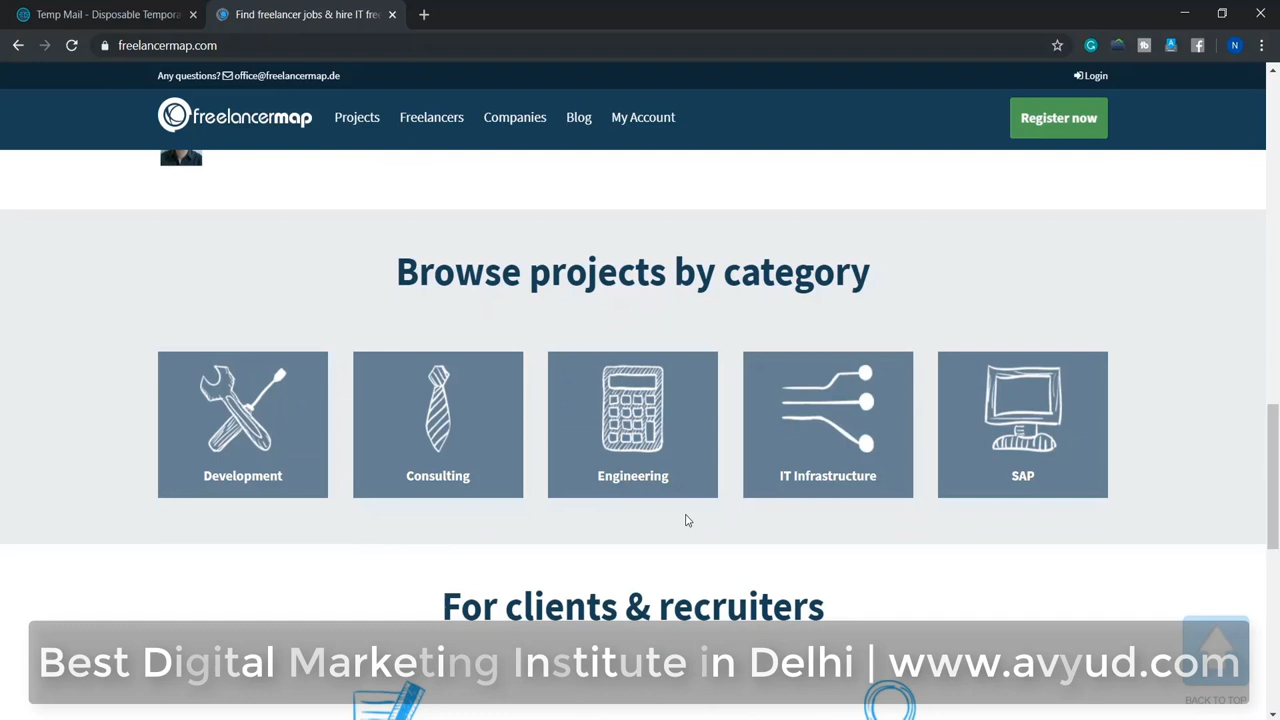 Temp Mail - Disposable Tempora
Find freelancer jobs & hire IT fre
freelancermap.com
N
Any questions? office@freelancermap.de
Login
freelancermap
Projects
Freelancers
Companies
Blog
My Account
Register now
Browse projects by category
Development
Consulting
Engineering
IT Infrastructure
SAP
For clients & recruiters
Best Digital Marketing Institute in Delhi | www.avyud.com
BACK TO TOP